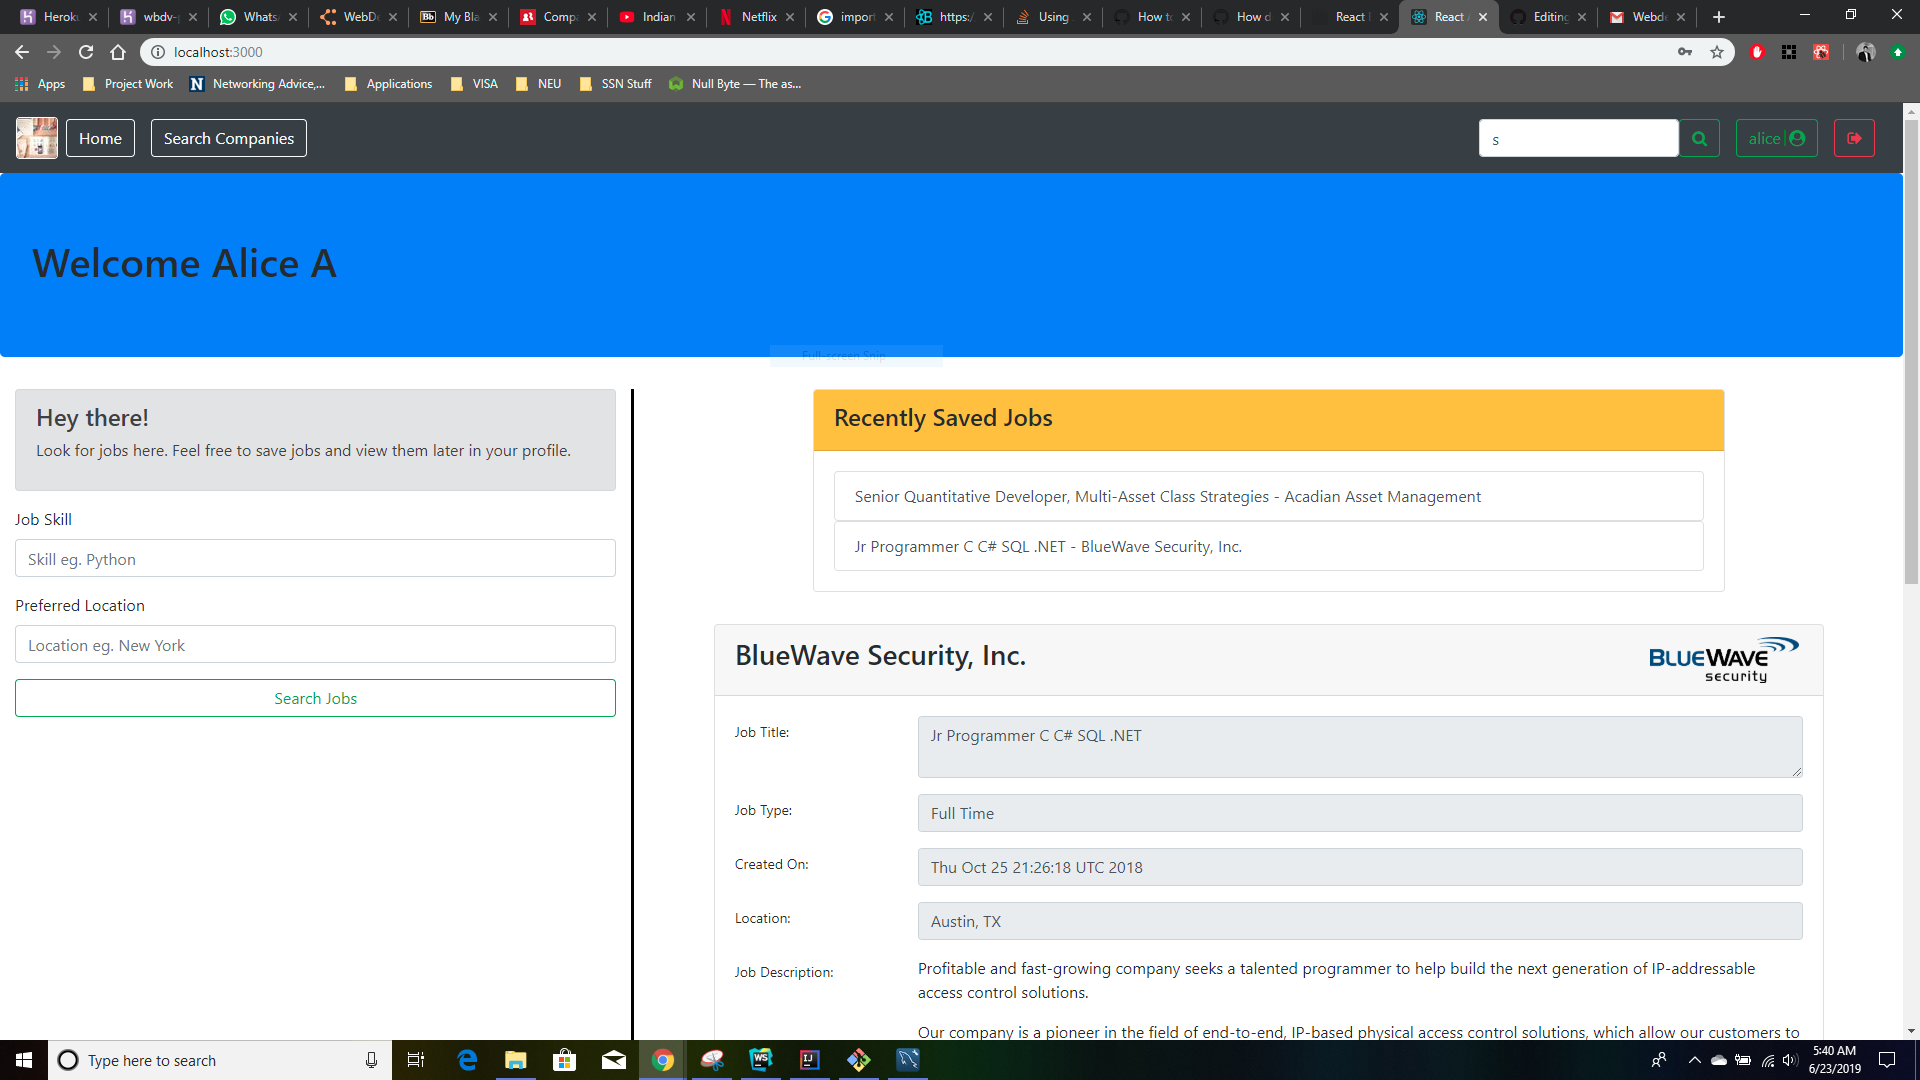 Heroku
wbdv-
Whats
WebDe
My Bla
Compa
Indian
Netflix
import
https:/
Using
How to
How d
React
React
Editing
Webde
localhost:3000
Apps
Project Work
Networking Advice,...
Applications
VISA
NEU
SSN Stuff
Null Byte — The as...
Home
Search Companies
s
alice
Welcome Alice A
Full-screen Snip
Hey there!
Look for jobs here. Feel free to save jobs and view them later in your profile.
Job Skill
Skill eg. Python
Preferred Location
Location eg. New York
Search Jobs
Recently Saved Jobs
Senior Quantitative Developer, Multi-Asset Class Strategies - Acadian Asset Management
Jr Programmer C C# SQL .NET - BlueWave Security, Inc.
BlueWave Security, Inc.
BLUEWAVE
security
Job Title:
Jr Programmer C C# SQL .NET
Job Type:
Full Time
Created On:
Thu Oct 25 21:26:18 UTC 2018
Location:
Austin, TX
Job Description:
Profitable and fast-growing company seeks a talented programmer to help build the next generation of IP-addressable
access control solutions.
Our company is a pioneer in the field of end-to-end, IP-based physical access control solutions, which allow our customers to
Type here to search
5:40 AM
6/23/2019